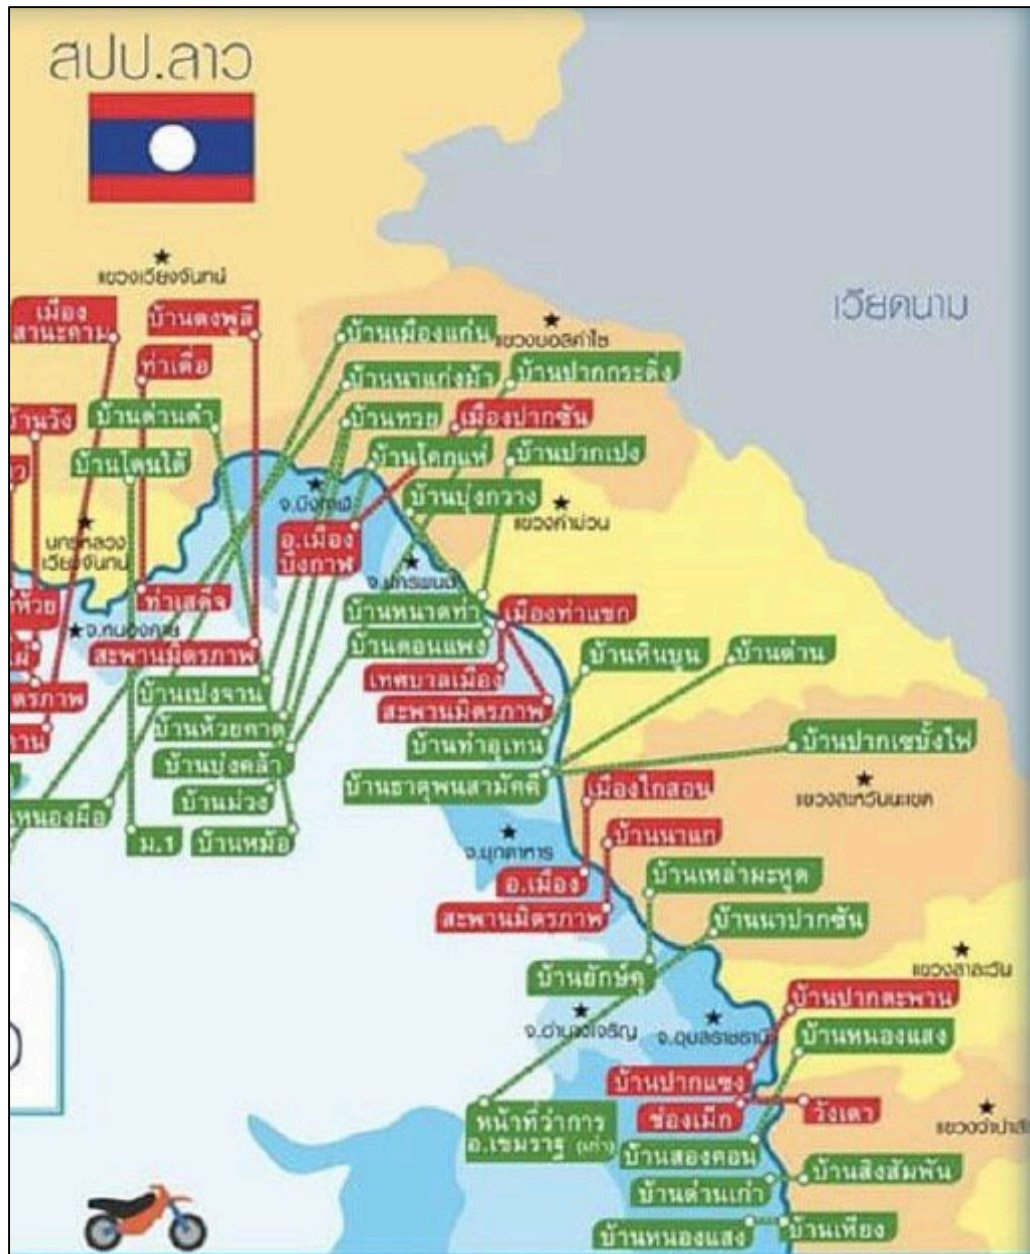 สปป.ลาว
แขวงเวียงจันทน์
เวียดนาม
เมือง
สานะคาม
บ้านดงพูลี
ท่าเดื่อ
บ้านวัง
บ้านด่านคำ
บ้านโดนใต้
นครหลวง
เวียงจันทน์
บ้านเมืองแก่น
แขวงบอลิคำไซ
บ้านนาแก่งม้า
บ้านปากกระดิ่ง
บ้านทวย
เมืองปากซัน
บ้านโคกแห่
บ้านปากเปง
จ.บึงกาฬ
บ้านบุ่งกวาง
แขวงคำม่วน
อ.เมือง
บึงกาฬ
จ.นครพนม
ท่าเสด็จ
จ.หนองคาย
สะพานมิตรภาพ
บ้านหนาดท่า
เมืองท่าแขก
บ้านดอนแพง
บ้านหินบูน
บ้านด่าน
เทศบาลเมือง
บ้านเปงจาน
สะพานมิตรภาพ
บ้านห้วยคาด
บ้านท่าอุเทน
บ้านปากเซบั้งไฟ
บ้านบุ่งคล้า
บ้านธาตุพนสามัคคี
เมืองไกสอน
แขวงสะหวันนะเขต
บ้านม่วง
หนองผือ
ม.1
บ้านหม้อ
จ.มุกดาหาร
บ้านนาแก
อ.เมือง
บ้านเหล่ามะหูด
สะพานมิตรภาพ
บ้านนาปากซัน
แขวงสาละวัน
บ้านยักษ์คุ
บ้านปากตะพาน
จ.อำนาจเจริญ
จ.อุบลราชธานี
บ้านหนองแสง
บ้านปากแซง
ช่องเม็ก
วังเตา
หน้าที่ว่าการ
อ.เขมราฐ (เก่า)
แขวงจำปาสั
บ้านสองคอน
บ้านสิงสัมพัน
บ้านด่านเก่า
บ้านหนองแสง
บ้านเหียง